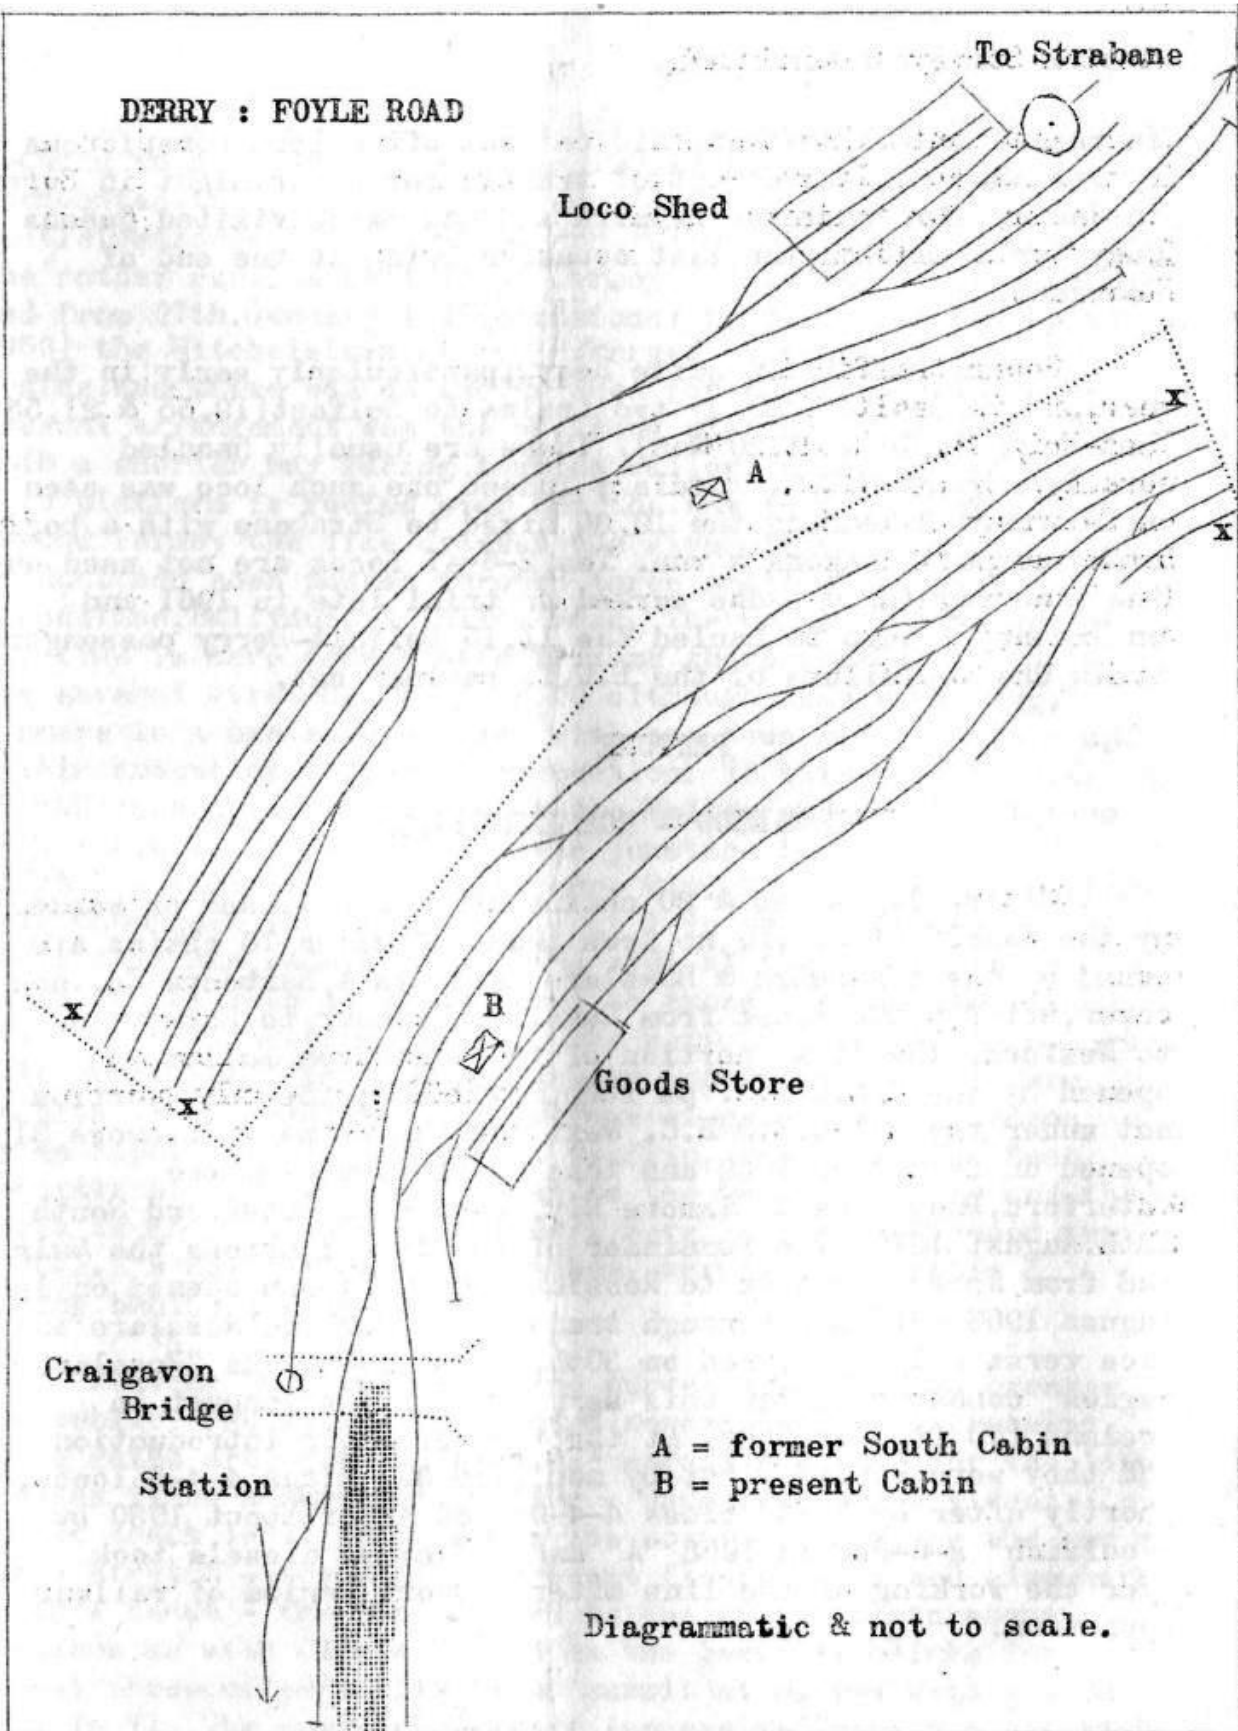 To Strabane
DERRY : FOYLE ROAD
Loco Shed
x
A
x
x
B
Goods Store
x
Craigavon
Bridge
A = former South Cabin
B = present Cabin
Station
Diagrammatic & not to scale.